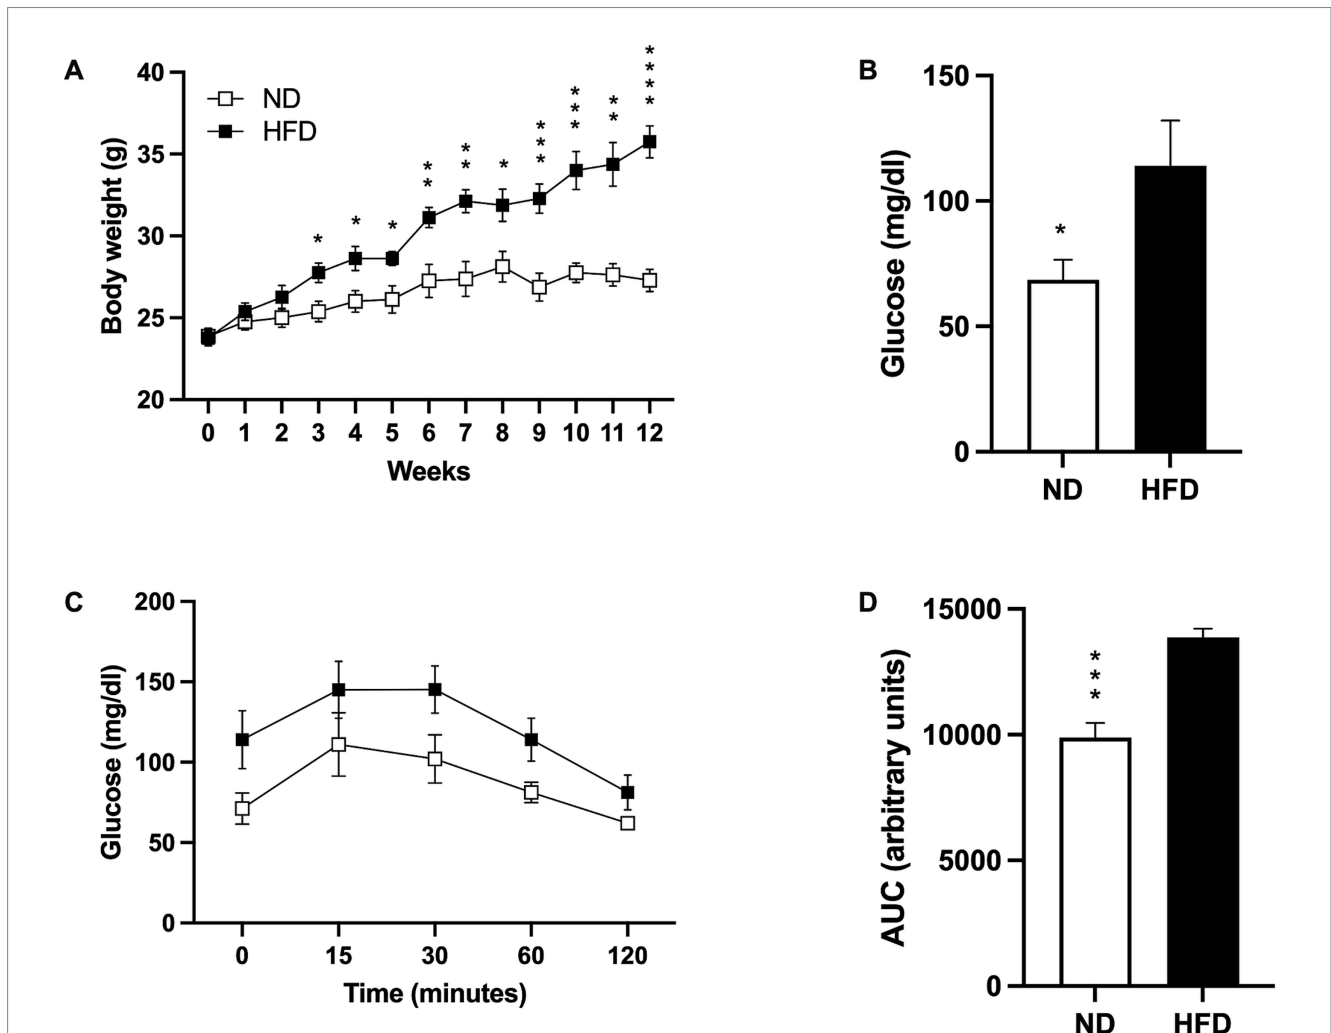 A
Body weight (g)
40
35
30
25
20
ND
HFD
*
*
*
**
**
*
***
***
**
****
0 1 2 3 4 5 6 7 8 9 10 11 12
Weeks
B
Glucose (mg/dl)
150
100
50
0
*
ND HFD
C
Glucose (mg/dl)
200
150
100
50
0
0 15 30 60 120
Time (minutes)
D
AUC (arbitrary units)
15000
10000
5000
0
***
ND HFD